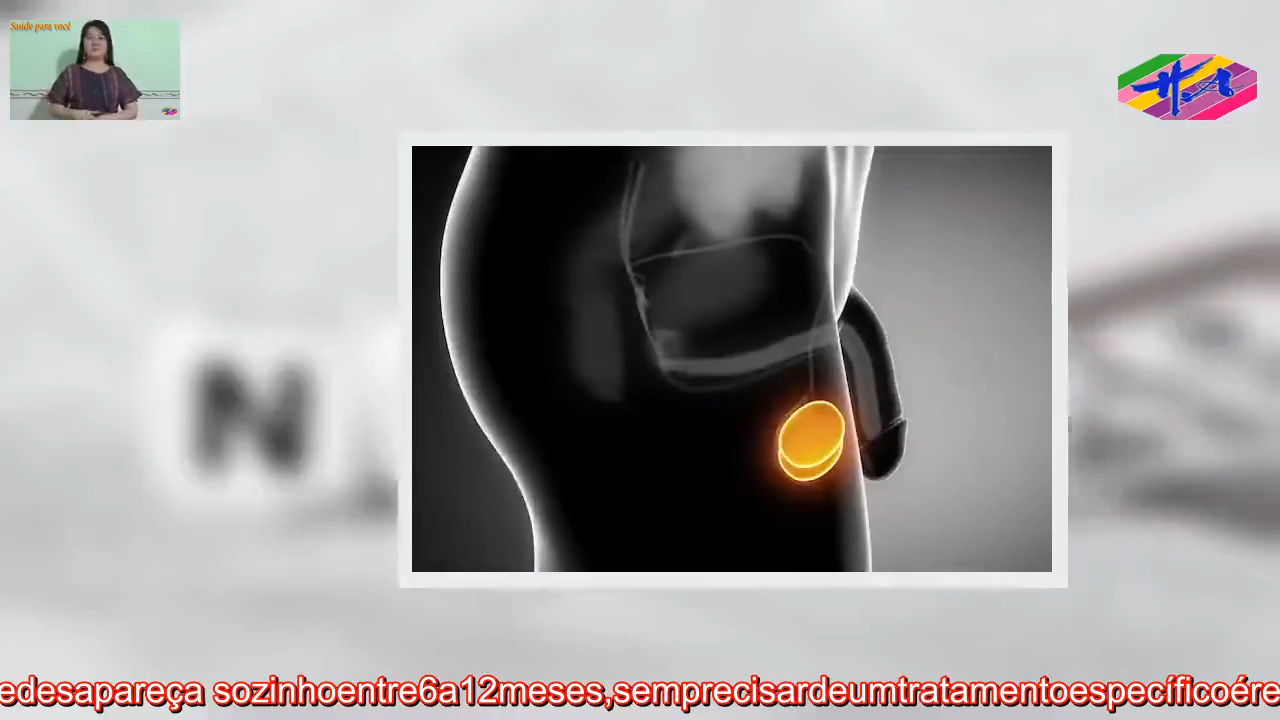 Saúde para você
H.A
N
edesapareça sozinhoentre6a12meses,semprecisardeumtratamentoespecíficoére